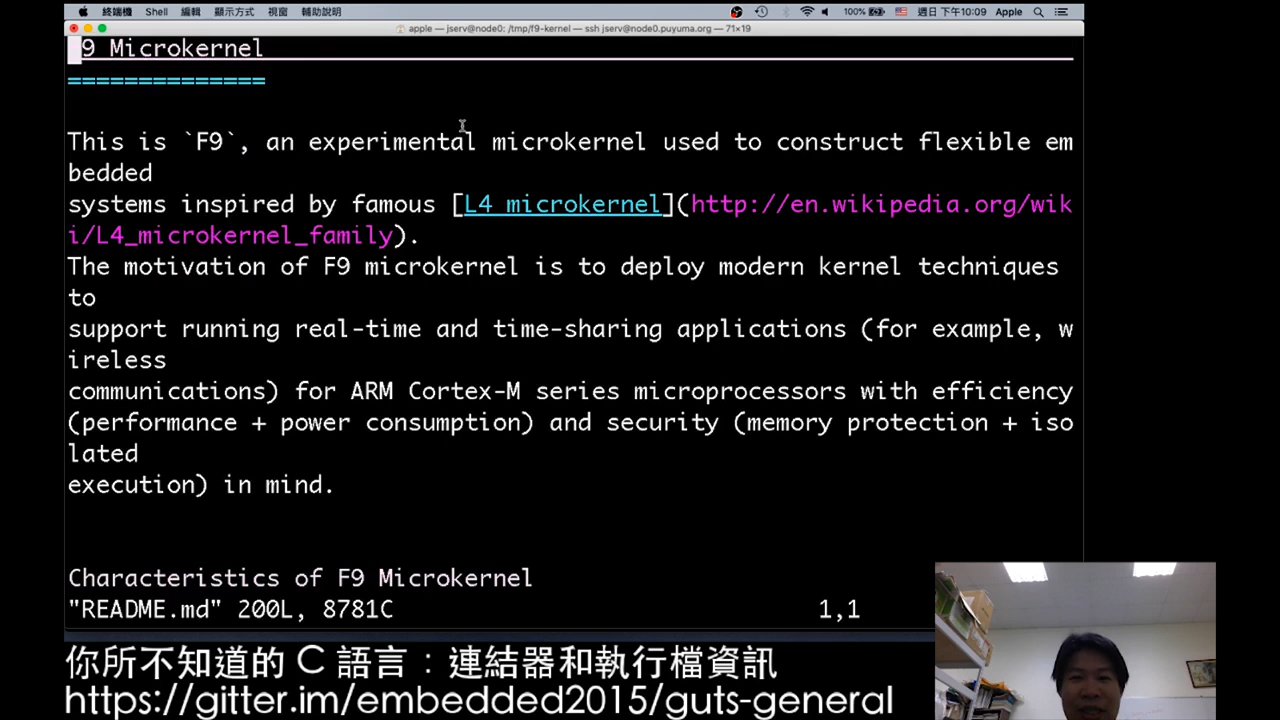 終端機 Shell 編輯 顯示方式 視窗 輔助說明 100% 週日下午10:09 Apple
apple — jserv@node0: /tmp/f9-kernel — ssh jserv@node0.puyuma.org — 71×19
F9 Microkernel
==============
This is `F9`, an experimental microkernel used to construct flexible em
bedded
systems inspired by famous [L4 microkernel](http://en.wikipedia.org/wik
i/L4_microkernel_family).
The motivation of F9 microkernel is to deploy modern kernel techniques
to
support running real-time and time-sharing applications (for example, w
ireless
communications) for ARM Cortex-M series microprocessors with efficiency
(performance + power consumption) and security (memory protection + iso
lated
execution) in mind.
Characteristics of F9 Microkernel
"README.md" 200L, 8781C 1,1
你所不知道的 C 語言：連結器和執行檔資訊
https://gitter.im/embedded2015/guts-general